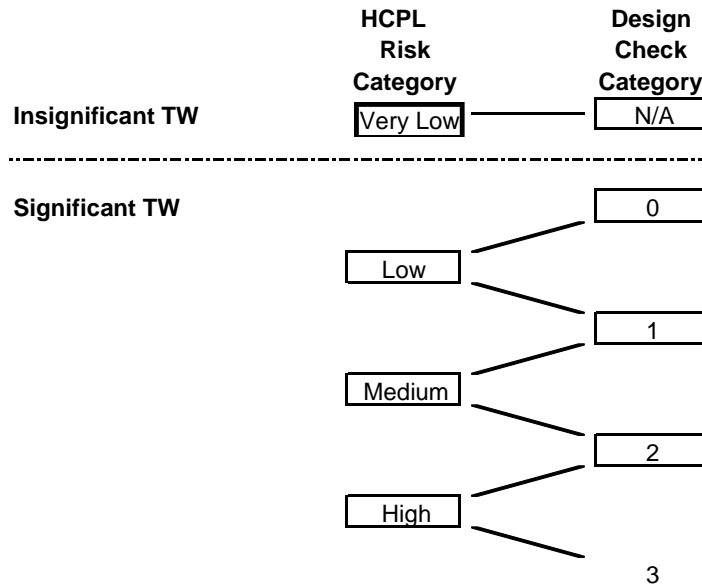 HCPL Design
Risk Check
Category Category
Insignificant TW Very Low N/A
Significant TW 0
Low
1
Medium
2
High
3